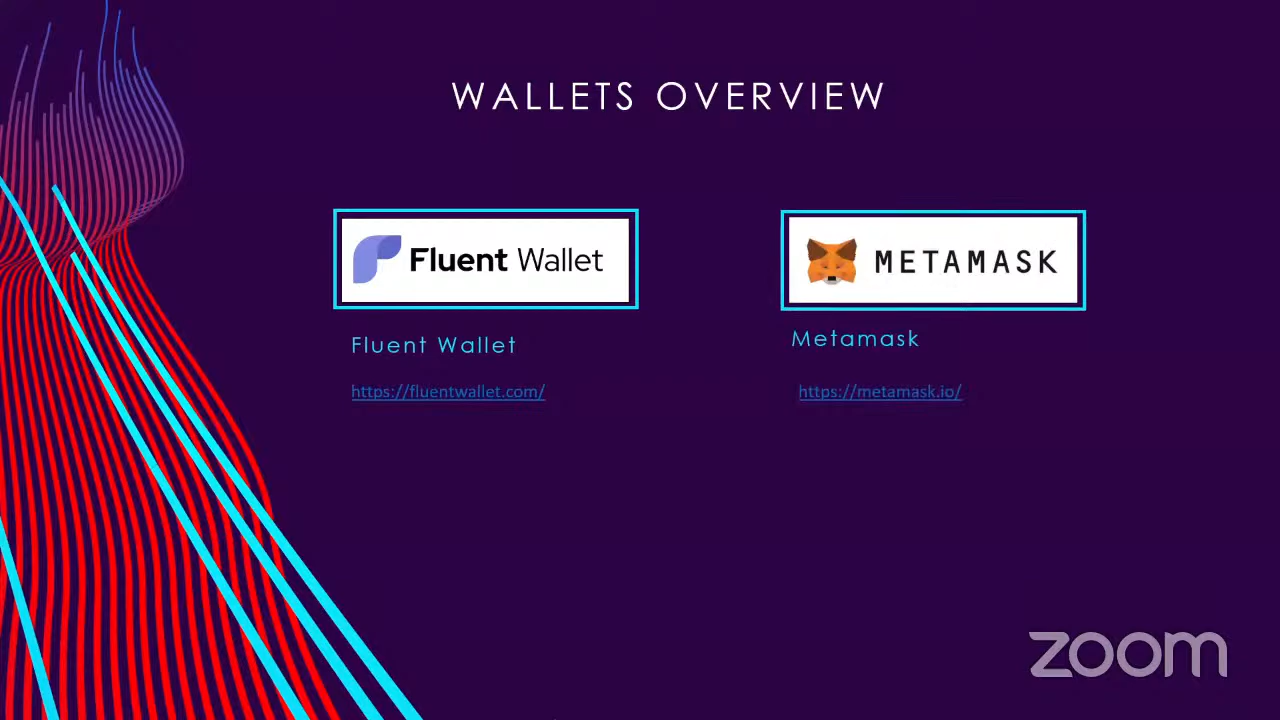 WALLETS OVERVIEW
Fluent Wallet
METAMASK
Fluent Wallet
Metamask
https://fluentwallet.com/
https://metamask.io/
zoom